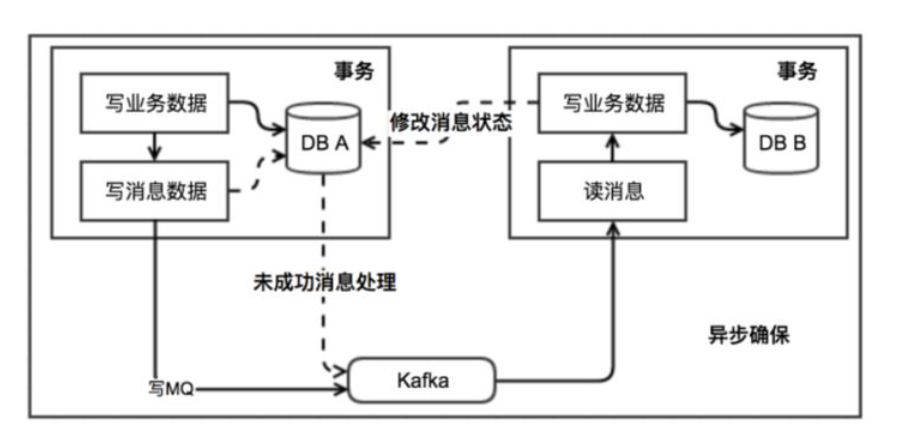 事务
写业务数据
DB A
写消息数据
修改消息状态
事务
写业务数据
DB B
读消息
未成功消息处理
异步确保
写MQ
Kafka